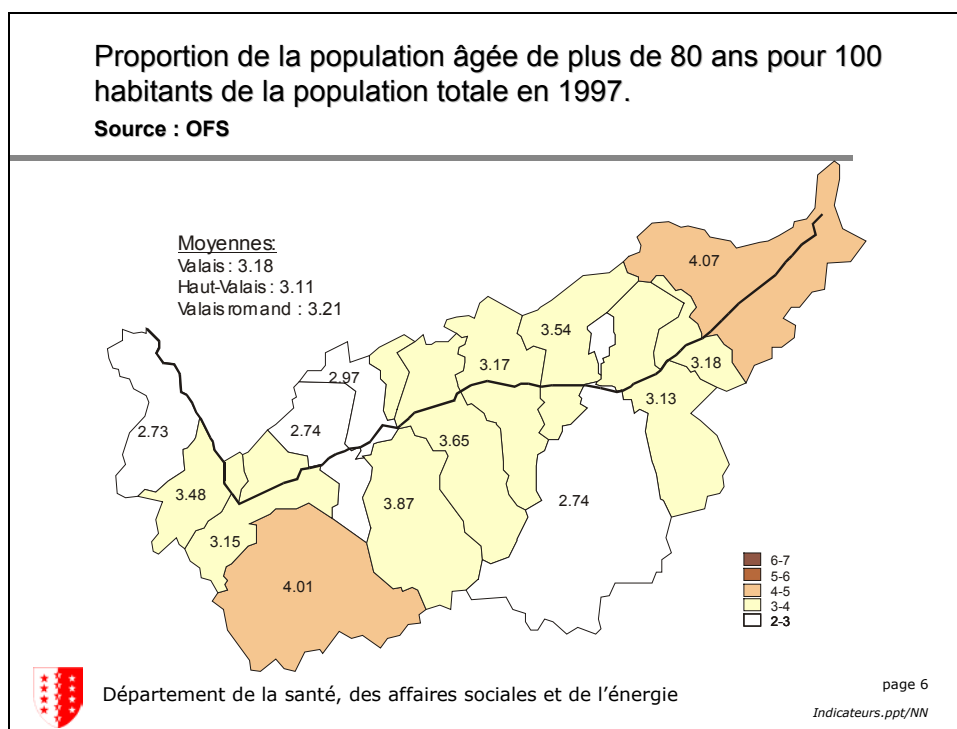 Proportion de la population âgée de plus de 80 ans pour 100
habitants de la population totale en 1997.
Source : OFS
Moyennes:
Valais : 3.18
Haut-Valais : 3.11
Valais romand : 3.21
4.07
3.54
3.17
3.18
2.97
3.13
2.73
2.74
3.65
3.48
3.87
2.74
3.15
4.01
6-7
5-6
4-5
3-4
2-3
Département de la santé, des affaires sociales et de l'énergie
page 6
Indicateurs.ppt/NN